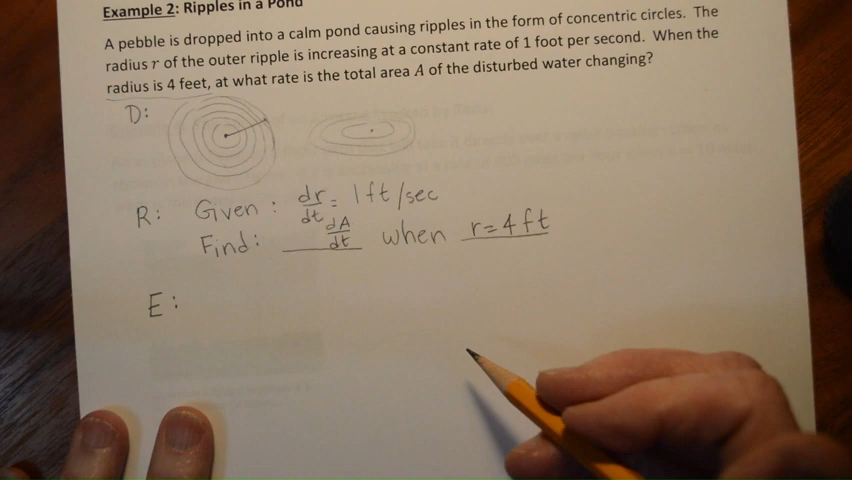 Example 2: Ripples in a Pond
A pebble is dropped into a calm pond causing ripples in the form of concentric circles. The
radius r of the outer ripple is increasing at a constant rate of 1 foot per second. When the
radius is 4 feet, at what rate is the total area A of the disturbed water changing?
D:
R: Given: dr/dt = 1 ft/sec
Find: dA/dt when r=4ft
E: